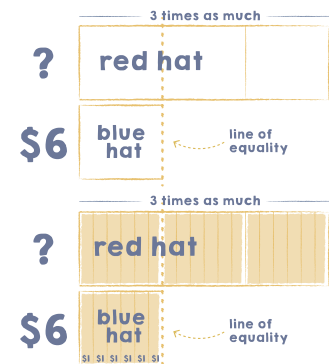 3 times as much
?
red hat
$6
blue
hat
line of
equality
3 times as much
?
red hat
$6
blue
hat
line of
equality
$1 $1 $1 $1 $1 $1